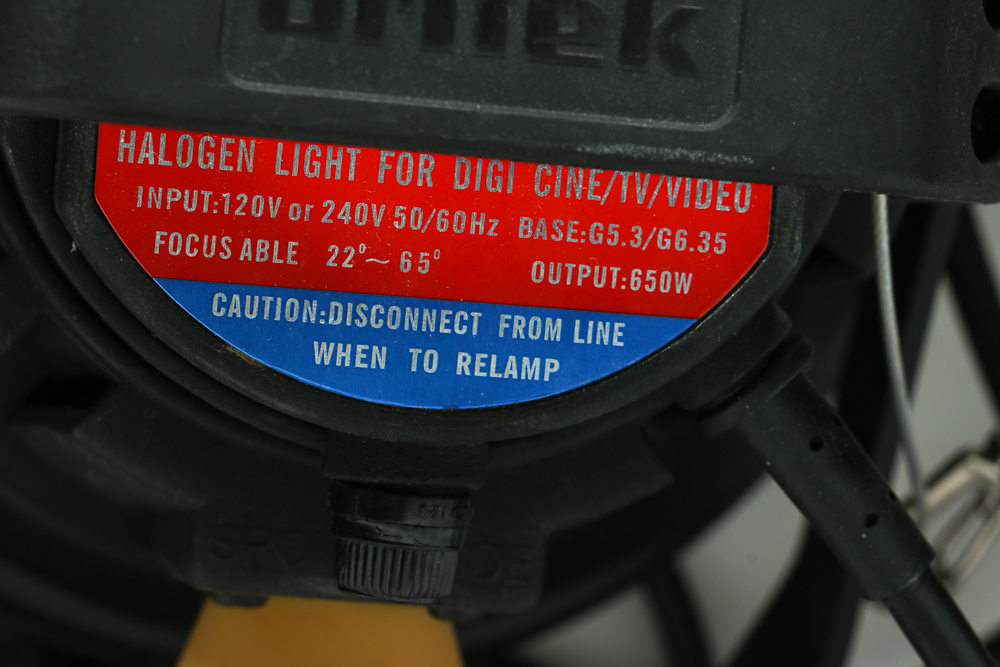 HALOGEN LIGHT FOR DIGI CINE/TV/VIDEO
INPUT:120V or 240V 50/60Hz BASE:G5.3/G6.35
FOCUS ABLE 22°~ 65°
OUTPUT:650W
CAUTION:DISCONNECT FROM LINE
WHEN TO RELAMP